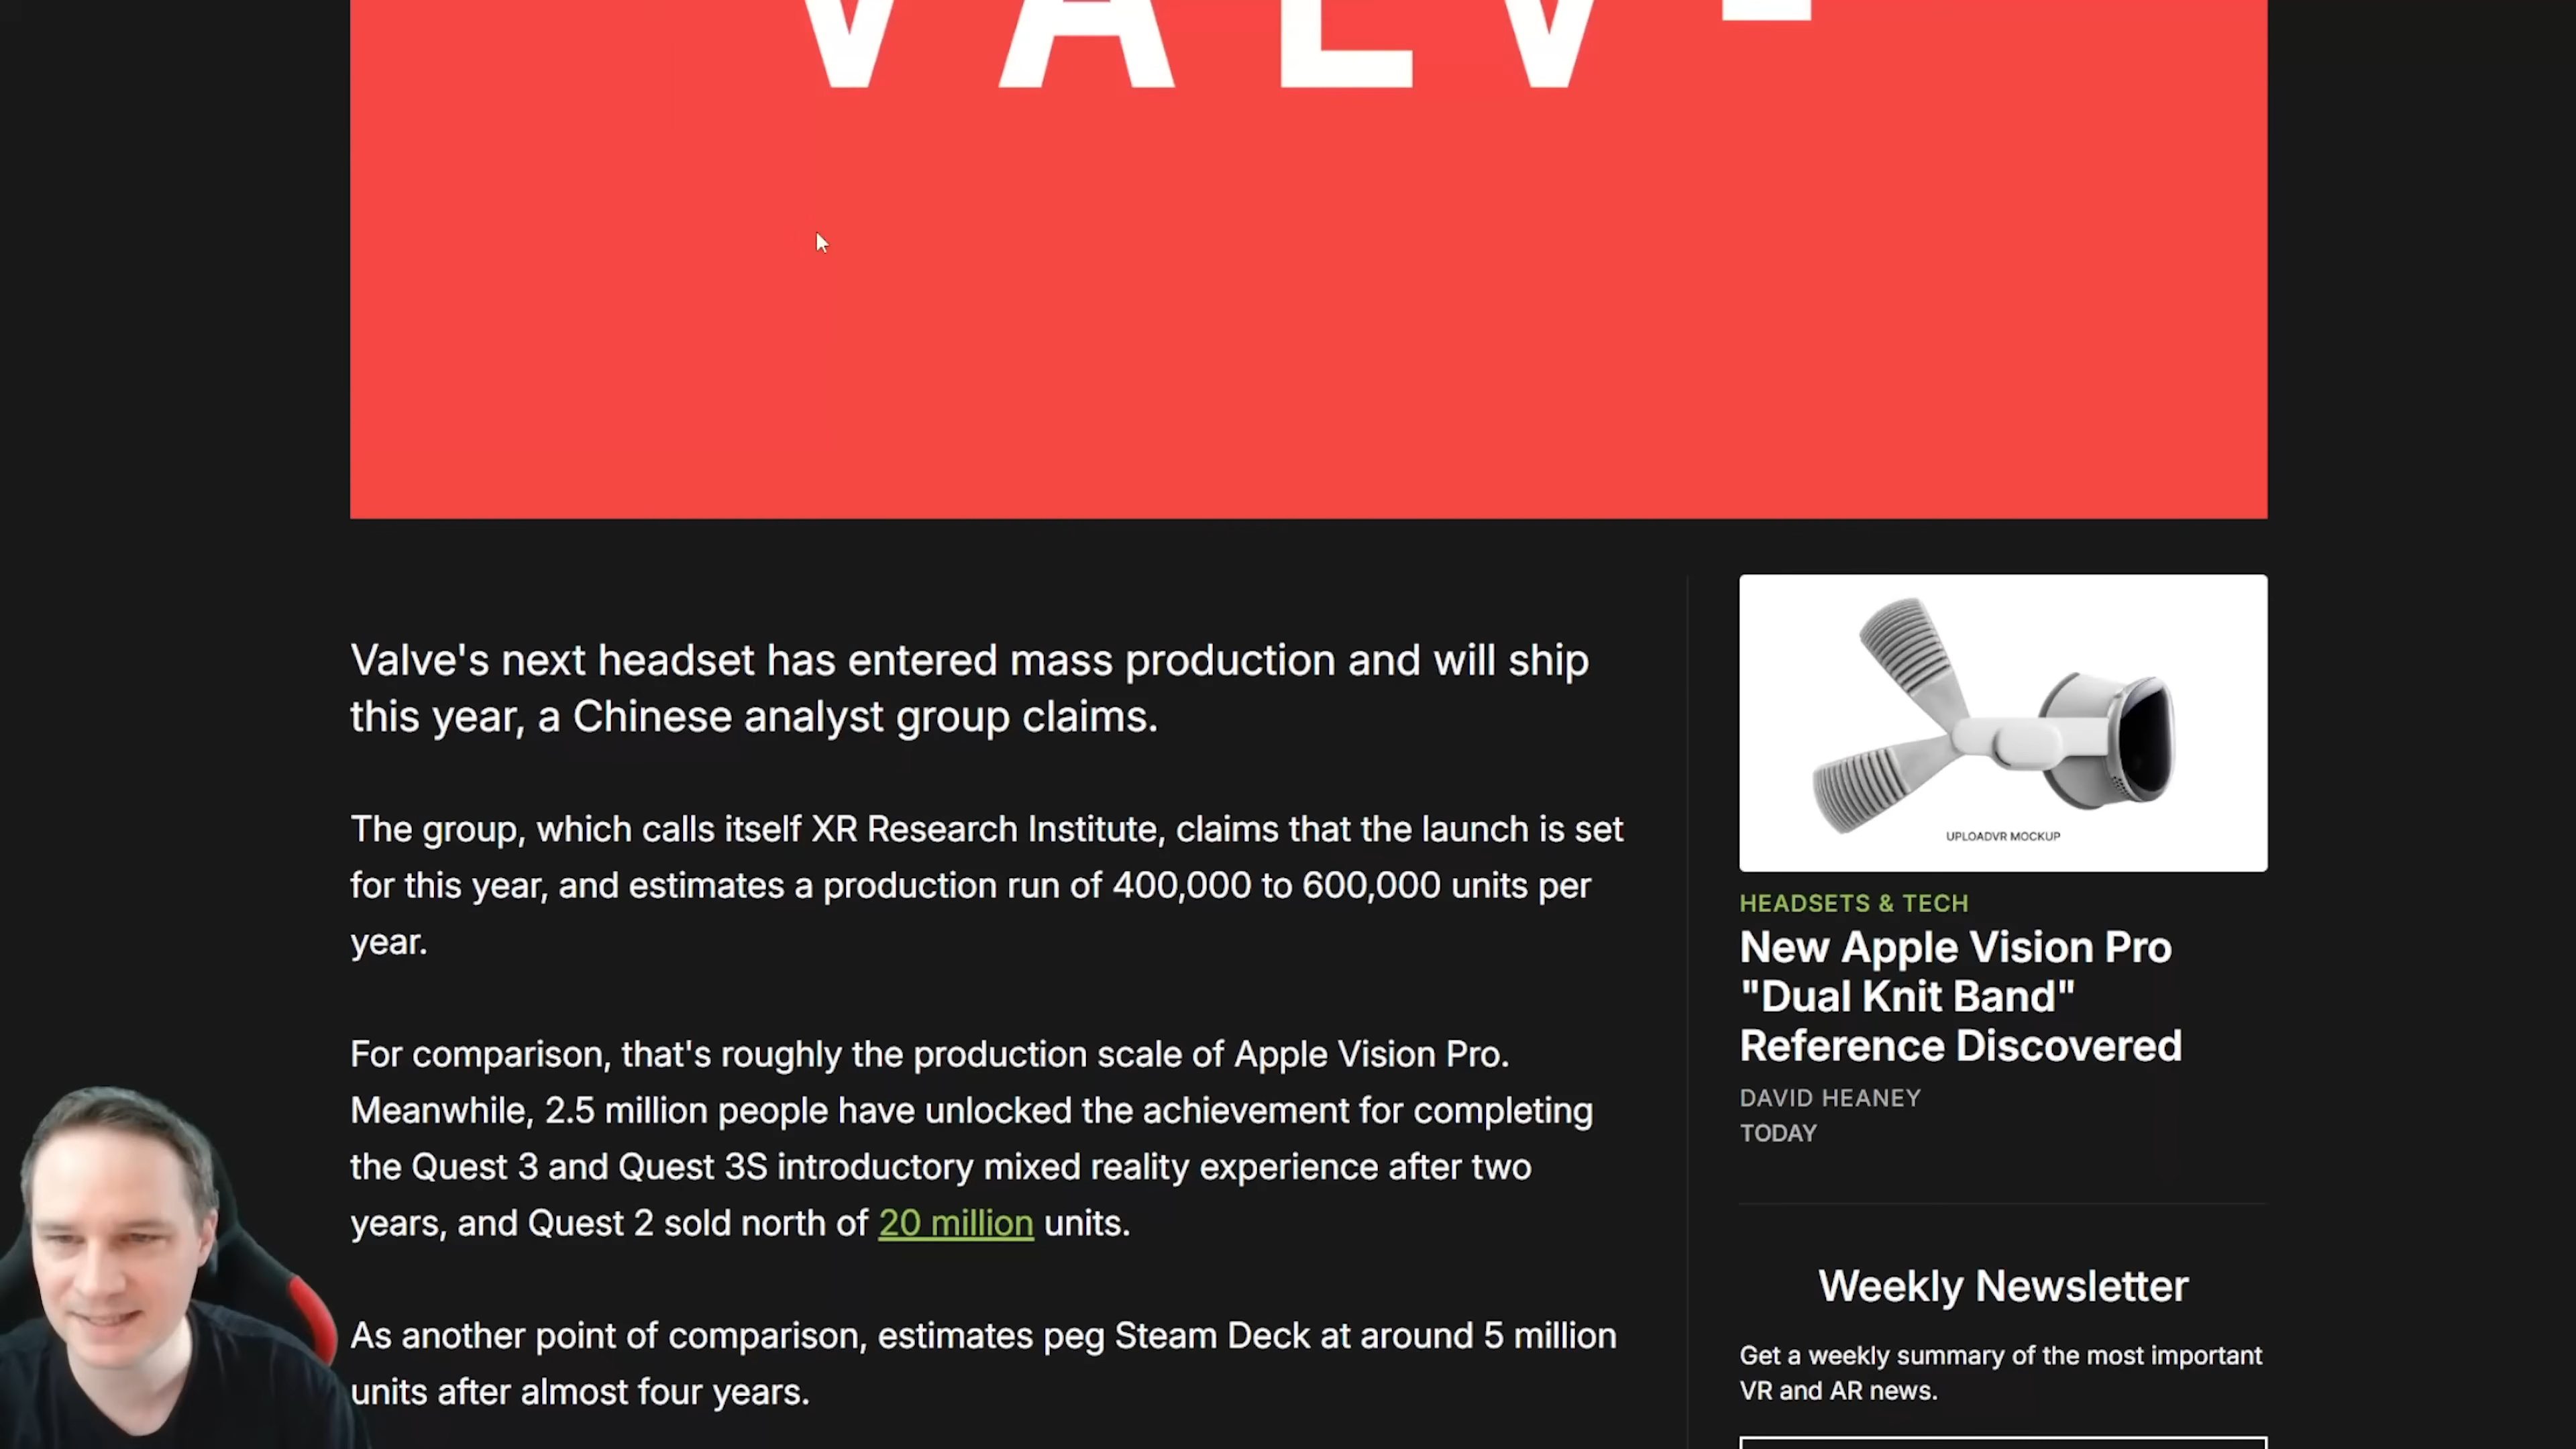 VALV
Valve's next headset has entered mass production and will ship
this year, a Chinese analyst group claims.
The group, which calls itself XR Research Institute, claims that the launch is set
for this year, and estimates a production run of 400,000 to 600,000 units per
year.
For comparison, that's roughly the production scale of Apple Vision Pro.
Meanwhile, 2.5 million people have unlocked the achievement for completing
the Quest 3 and Quest 3S introductory mixed reality experience after two
years, and Quest 2 sold north of 20 million units.
As another point of comparison, estimates peg Steam Deck at around 5 million
units after almost four years.
UPLOADVR MOCKUP
HEADSETS & TECH
New Apple Vision Pro
"Dual Knit Band"
Reference Discovered
DAVID HEANEY
TODAY
Weekly Newsletter
Get a weekly summary of the most important
VR and AR news.